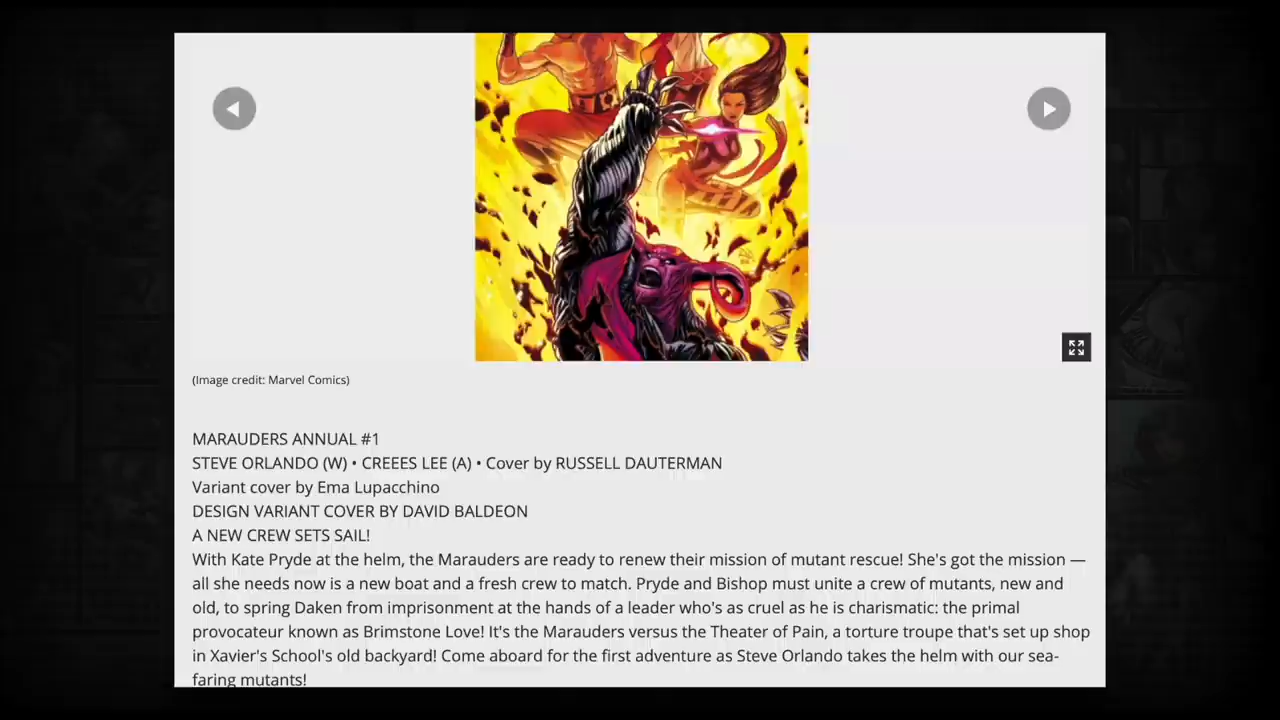 (Image credit: Marvel Comics)
MARAUDERS ANNUAL #1
STEVE ORLANDO (W) • CREEES LEE (A) • Cover by RUSSELL DAUTERMAN
Variant cover by Ema Lupacchino
DESIGN VARIANT COVER BY DAVID BALDEON
A NEW CREW SETS SAIL!
With Kate Pryde at the helm, the Marauders are ready to renew their mission of mutant rescue! She's got the mission —
all she needs now is a new boat and a fresh crew to match. Pryde and Bishop must unite a crew of mutants, new and
old, to spring Daken from imprisonment at the hands of a leader who's as cruel as he is charismatic: the primal
provocateur known as Brimstone Love! It's the Marauders versus the Theater of Pain, a torture troupe that's set up shop
in Xavier's School's old backyard! Come aboard for the first adventure as Steve Orlando takes the helm with our sea-
faring mutants!